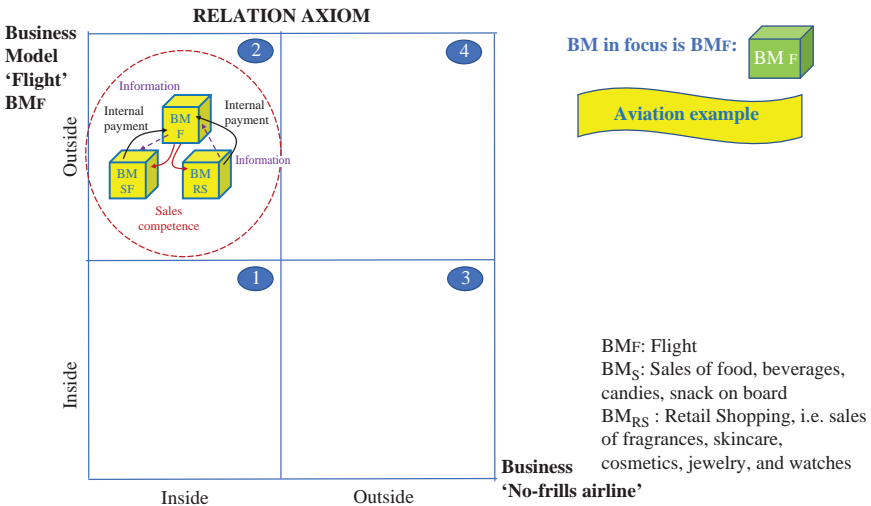 RELATION AXIOM
Business
Model
‘Flight’
BMF
2
4
BM in focus is BMF:
BM F
Aviation example
Information
Internal
payment
Internal
payment
BM
F
Information
BM
SF
BM
RS
Sales
competence
Outside
1
3
Inside
BMF: Flight
BMS: Sales of food, beverages,
candies, snack on board
BMRS : Retail Shopping, i.e. sales
of fragrances, skincare,
cosmetics, jewelry, and watches
Business
‘No-frills airline’
Inside
Outside